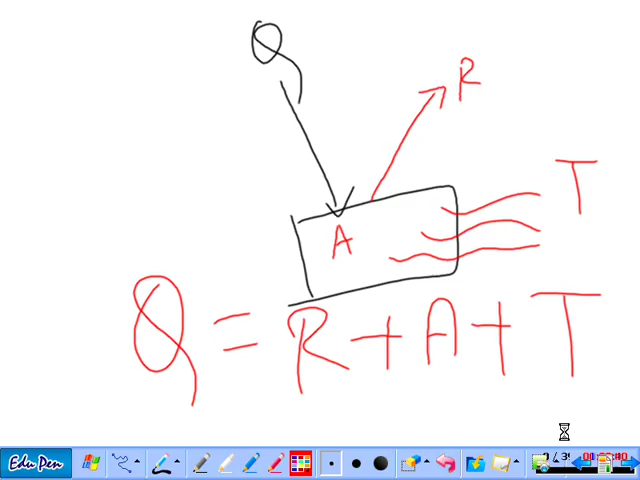 Q
R
T
A
Q = R + A + T
Edu Pen